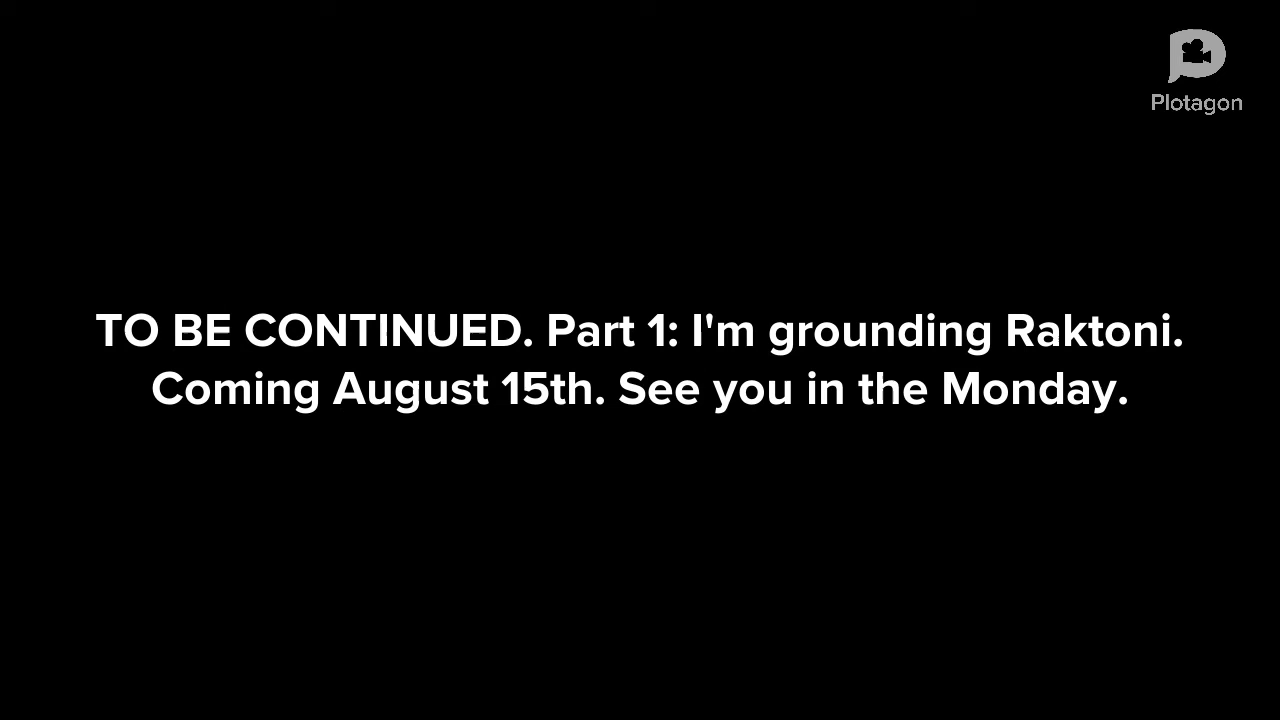 Plotagon
TO BE CONTINUED. Part 1: I'm grounding Raktoni.
Coming August 15th. See you in the Monday.